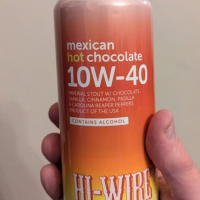 mexican
hot chocolate
10W-40
IMPERIAL STOUT W/ CHOCOLATE,
VANILLA, CINNAMON, PASILLA
& CAROLINA REAPER PEPPERS
PRODUCT OF THE USA
CONTAINS ALCOHOL
HI-WIRE